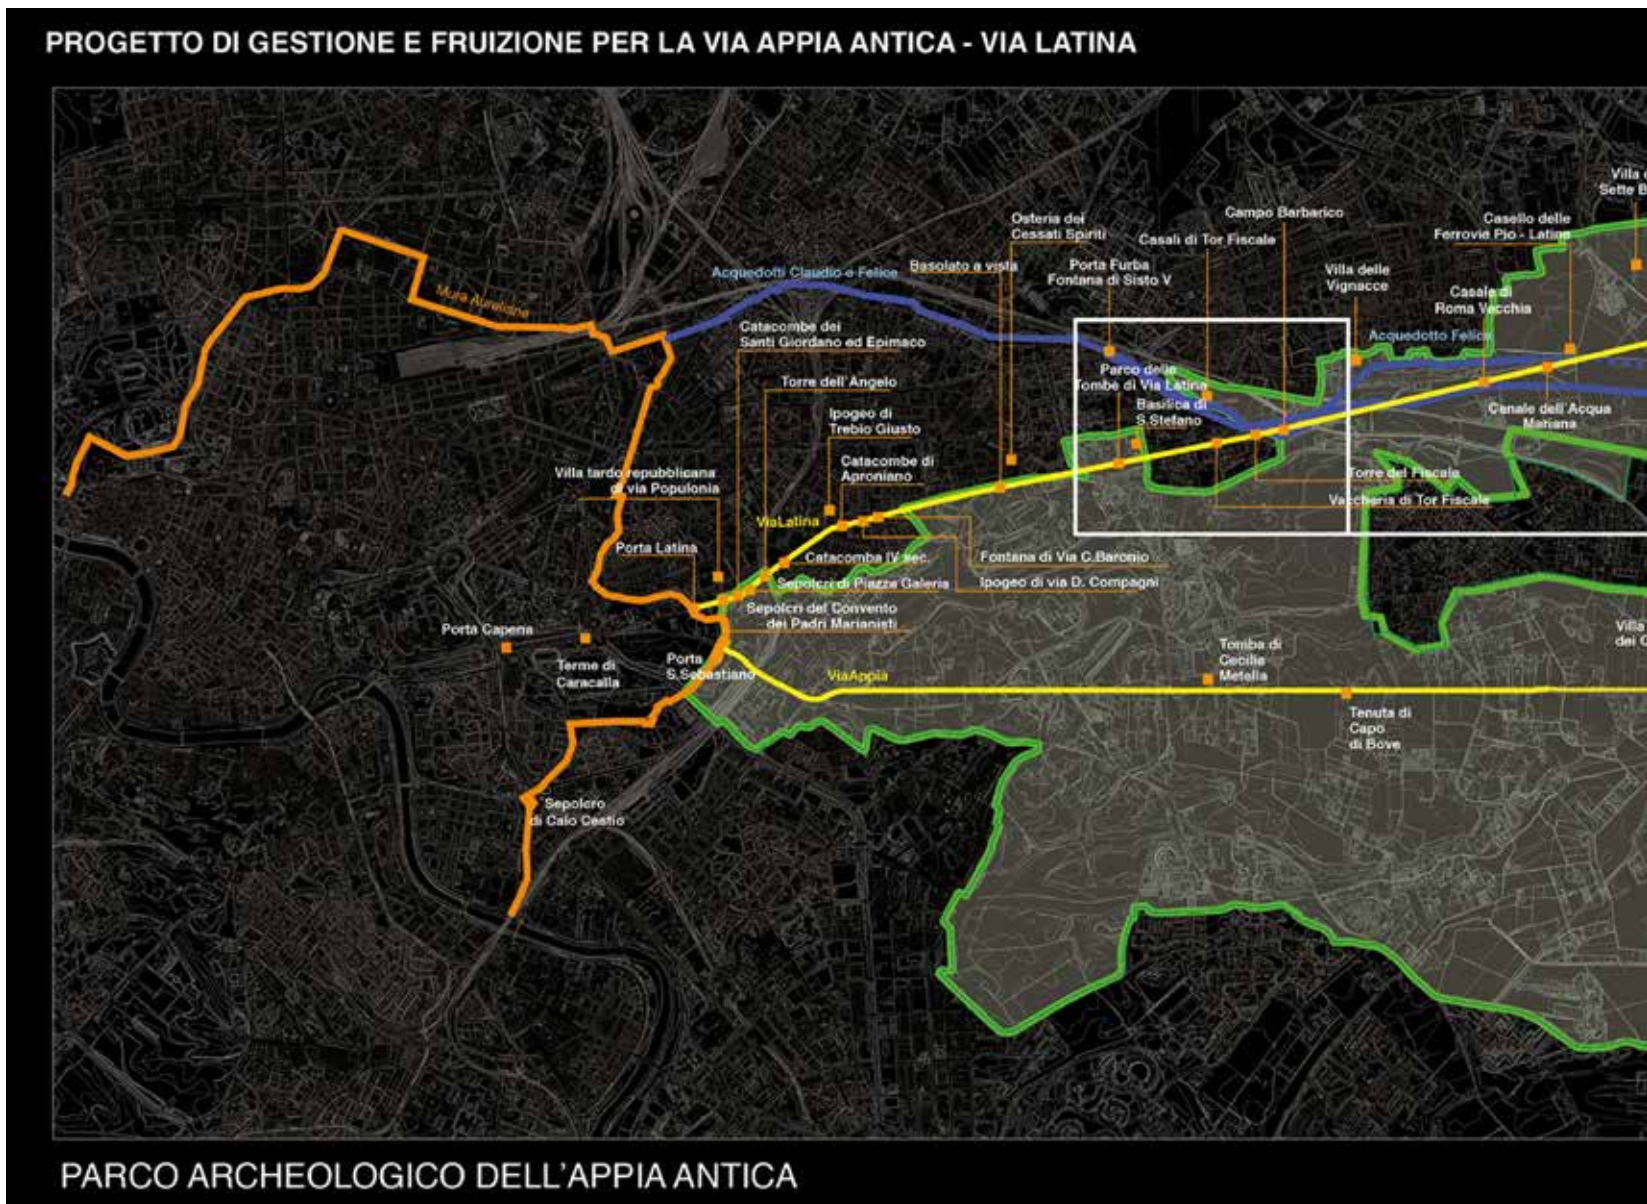 PROGETTO DI GESTIONE E FRUIZIONE PER LA VIA APPIA ANTICA - VIA LATINA
Villa
Sette B
Osteria dei
Cessati Spiriti
Campo Barbarico
Casali di Tor Fiscale
Casello delle
Ferrovie Pio - Latine
Acquedotti Claudio e Felice
Basolato a vista
Porta Furba
Fontana di Sisto V
Villa delle
Vignacce
Casale di
Roma Vecchia
Mura Aureliane
Catacombe dei
Santi Giordano ed Epimaco
Acquedotto Felice
Torre dell'Angelo
Parco delle
Tombe di Via Latina
Basilica di
S.Stefano
Ipogeo di
Trebio Giusto
Canale dell'Acqua
Mariana
Catacombe di
Aproniano
Villa tardo repubblicana
di via Populonia
Torre del Fiscale
Vaccheria di Tor Fiscale
ViaLatina
Porta Latina
Catacomba IV sec.
Fontana di Via C.Baronio
Sepolcri di Piazza Galeria
Ipogeo di via D. Compagni
Sepolcri del Convento
dei Padri Marianisti
Porta Capena
Terme di
Caracalla
Porta
S.Sebastiano
ViaAppia
Tomba di
Cecilia
Metella
Villa
dei
Tenuta di
Capo
di Bove
Sepolcro
di Caio Cestio
PARCO ARCHEOLOGICO DELL'APPIA ANTICA